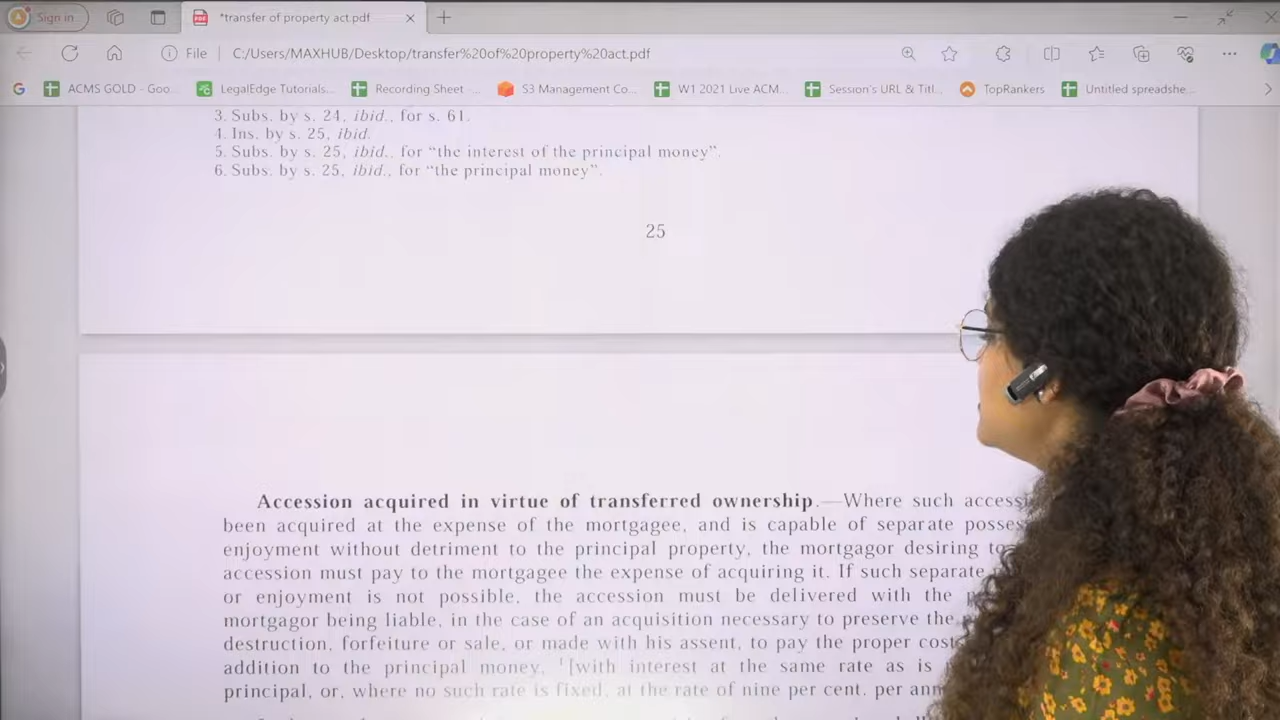 Sign in
*transfer of property act.pdf
File
C:/Users/MAXHUB/Desktop/transfer%20of%20property%20act.pdf
ACMS GOLD - Goo...
LegalEdge Tutorials...
Recording Sheet -...
S3 Management Co...
W1 2021 Live ACM...
Session's URL & Titl...
TopRankers
Untitled spreadshe...
3. Subs. by s. 24, ibid., for s. 61.
4. Ins. by s. 25, ibid.
5. Subs. by s. 25, ibid., for “the interest of the principal money”.
6. Subs. by s. 25, ibid., for “the principal money”.
25
Accession acquired in virtue of transferred ownership.—Where such
been acquired at the expense of the mortgagee, and is capable of separate
enjoyment without detriment to the principal property, the mortgagor desiring to
accession must pay to the mortgagee the expense of acquiring it. If such separate
or enjoyment is not possible, the accession must be delivered with the
mortgagor being liable, in the case of an acquisition necessary to preserve the
destruction, forfeiture or sale, or made with his assent, to pay the proper
addition to the principal money, 1[with interest at the same rate as is
principal, or, where no such rate is fixed, at the rate of nine per cent. per